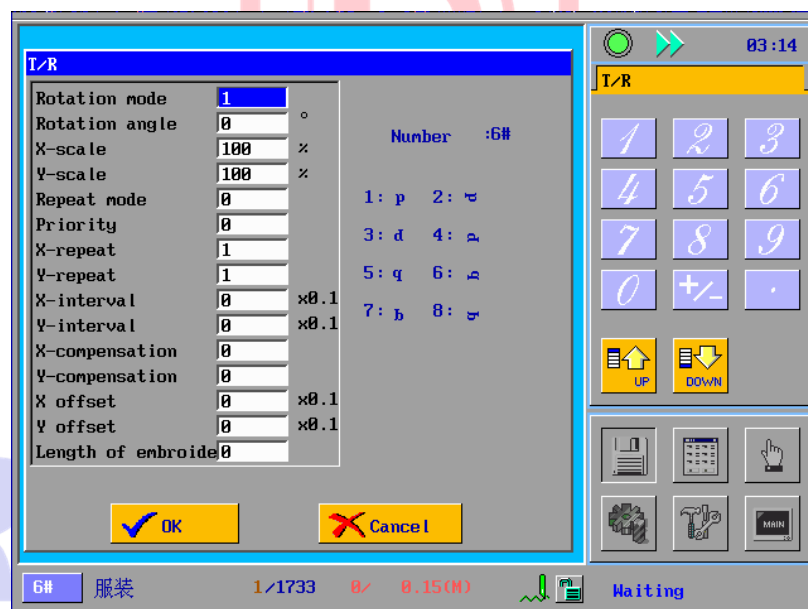 03:14
T/R
T/R
Rotation mode 1
Rotation angle 0 °
X-scale 100 %
Y-scale 100 %
Repeat mode 0
Priority 0
X-repeat 1
Y-repeat 1
X-interval 0 x0.1
Y-interval 0 x0.1
X-compensation 0
Y-compensation 0
X offset 0 x0.1
Y offset 0 x0.1
Length of embroide 0
Number :6#
1: p 2:
3: d 4:
5: q 6:
7: b 8:
OK Cancel
1 2 3
4 5 6
7 8 9
0 +/- .
UP DOWN
MAIN
6# 服装 1/1733 0/ 0.15(M) Waiting